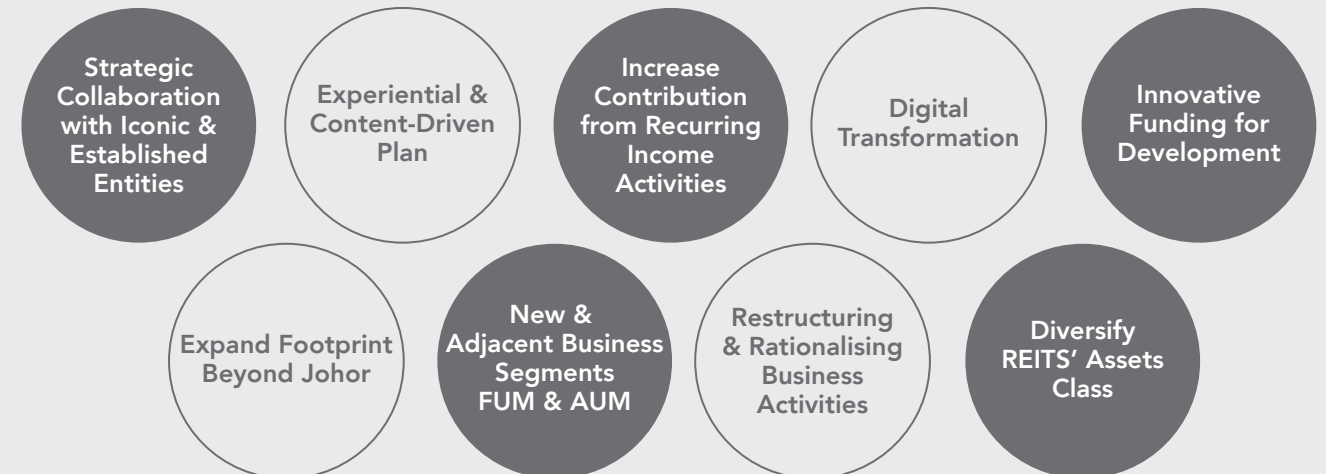 Strategic
Collaboration
with Iconic &
Established
Entities
Experiential &
Content-Driven
Plan
Increase
Contribution
from Recurring
Income
Activities
Digital
Transformation
Innovative
Funding for
Development
Expand Footprint
Beyond Johor
New &
Adjacent Business
Segments
FUM & AUM
Restructuring
& Rationalising
Business
Activities
Diversify
REITS’ Assets
Class